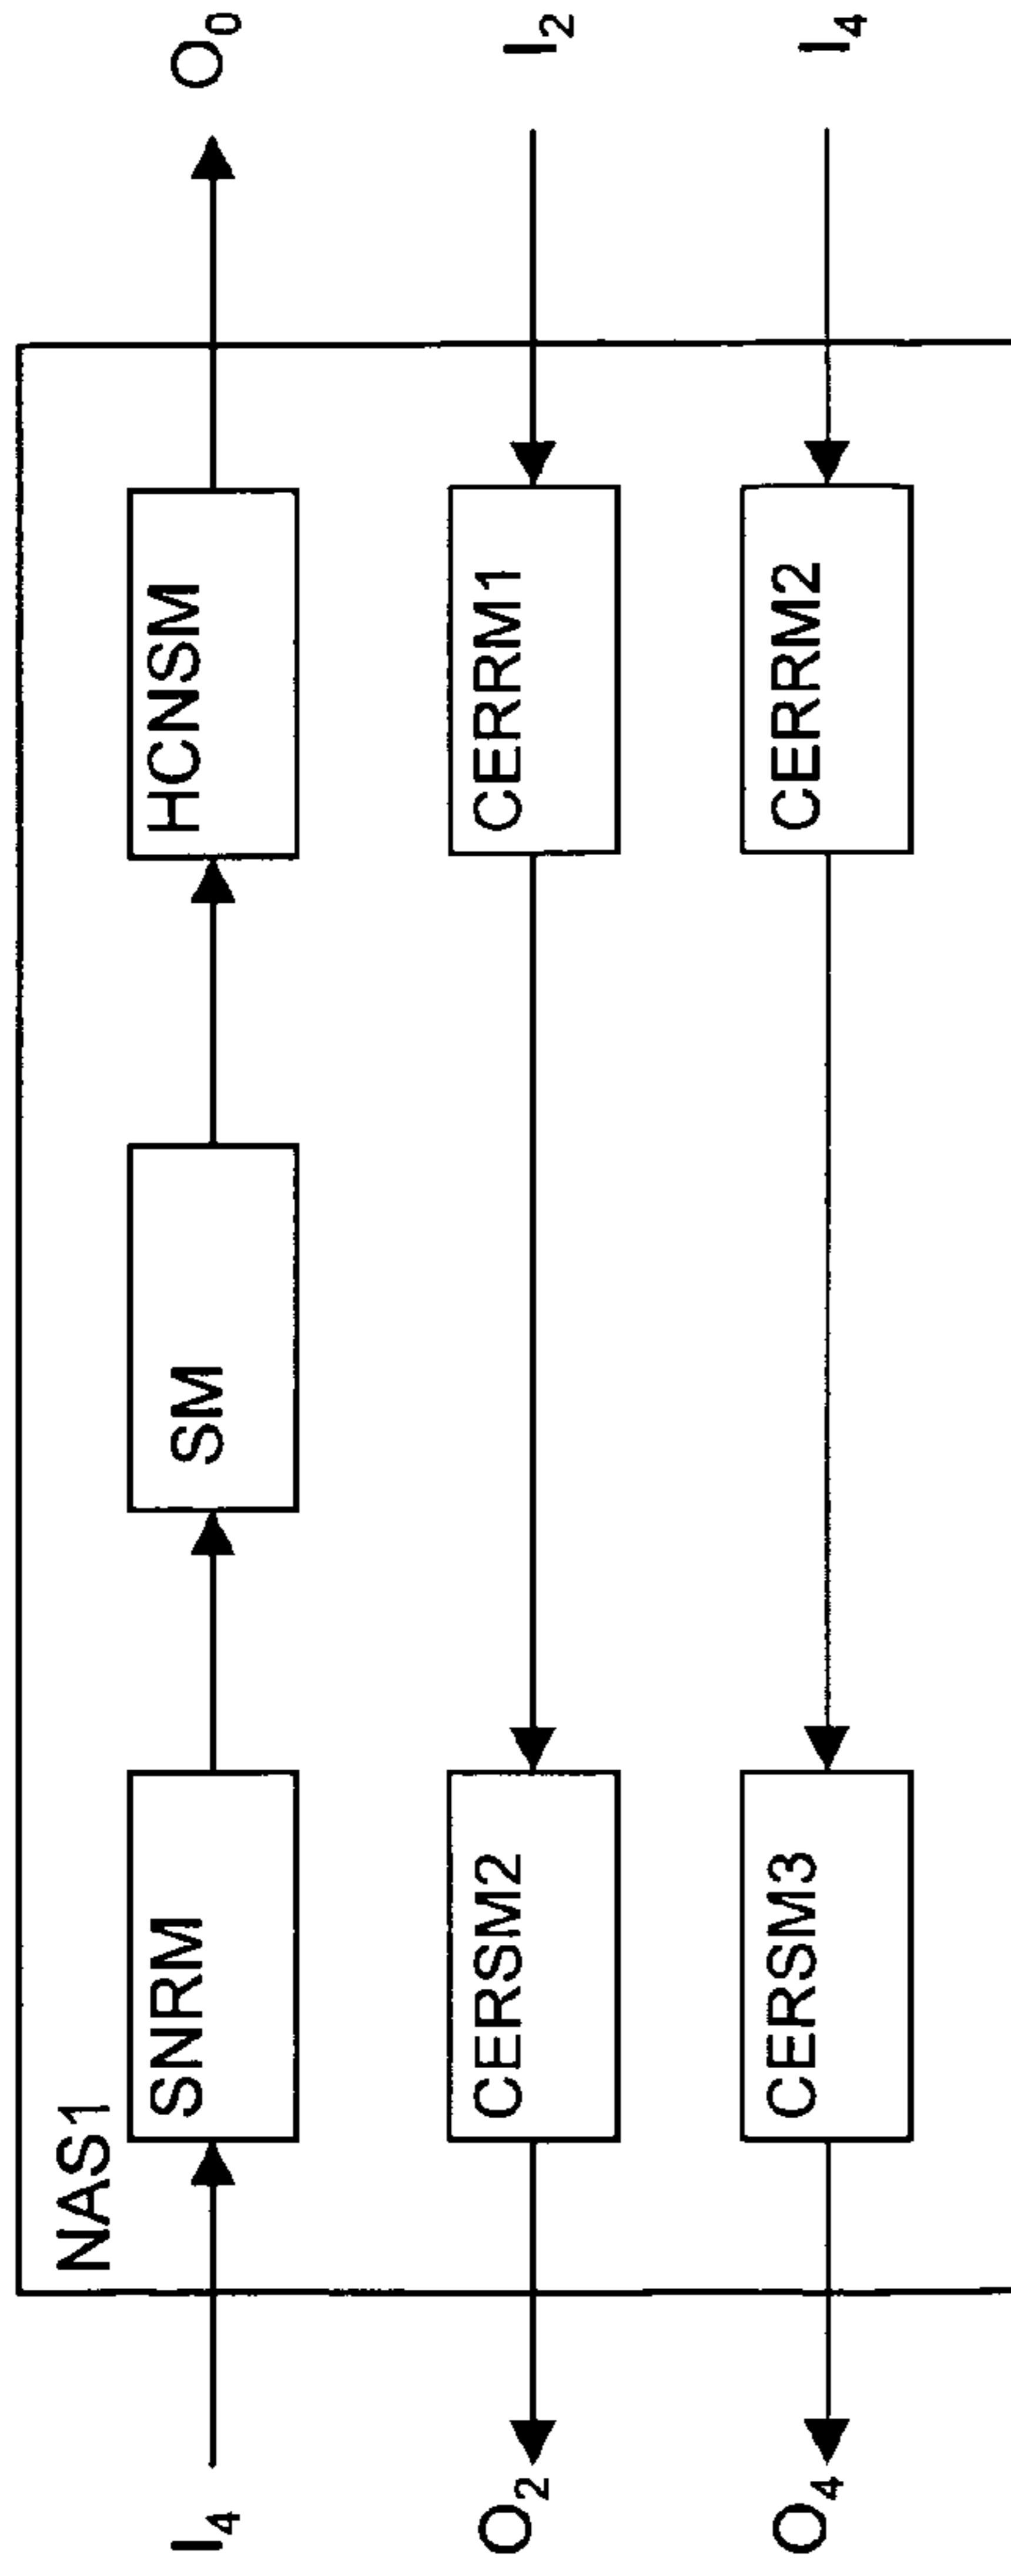 NAS1
I₄
SNRM
SM
HCNSM
O₀
O₂
CERSM2
CERRM1
I₂
O₄
CERSM3
CERRM2
I₄